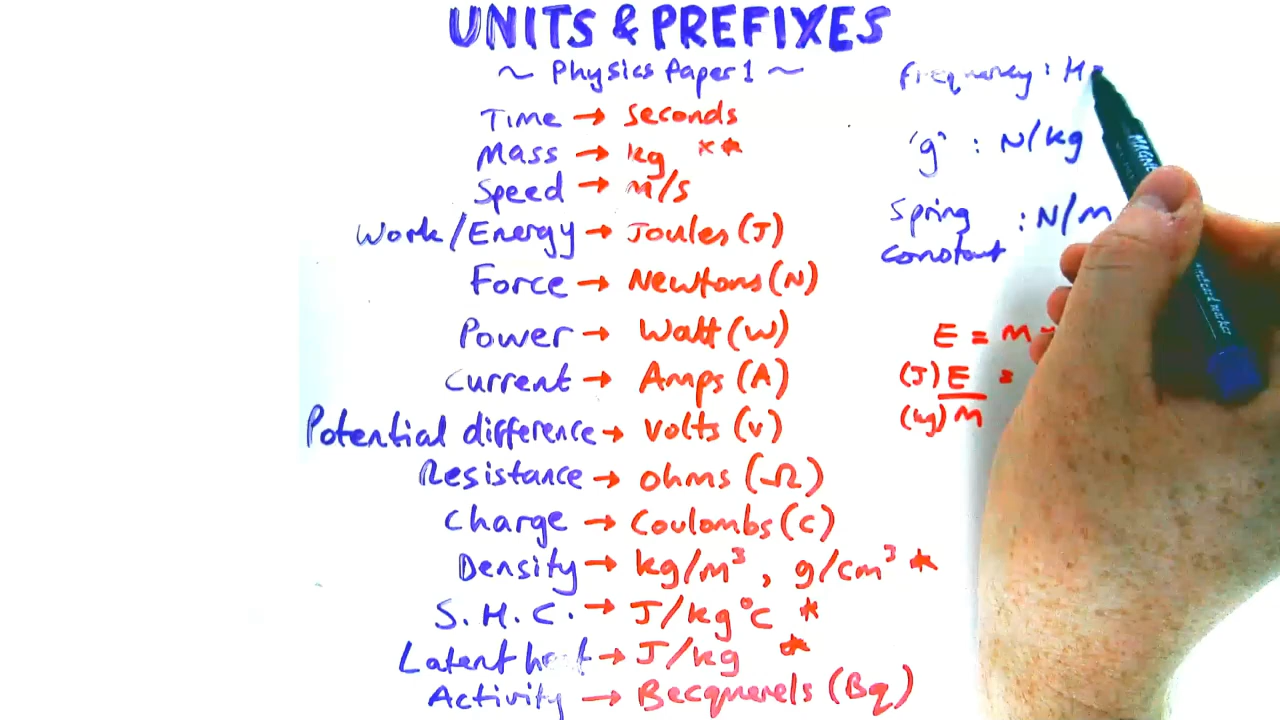 UNITS & PREFIXES
~ Physics Paper 1 ~
Time → seconds
Mass → kg **
Speed → m/s
Work/Energy → Joules (J)
Force → Newtons (N)
Power → Watt (W)
Current → Amps (A)
Potential difference → Volts (V)
Resistance → ohms (Ω)
Charge → Coulombs (C)
Density → kg/m³, g/cm³ *
S.H.C. → J/kg°C *
Latent heat → J/kg *
Activity → Becquerels (Bq)
Frequency : H
'g' : N/kg
Spring : N/m
constant
E = M
(J) E =
(kg) M
MAGNE